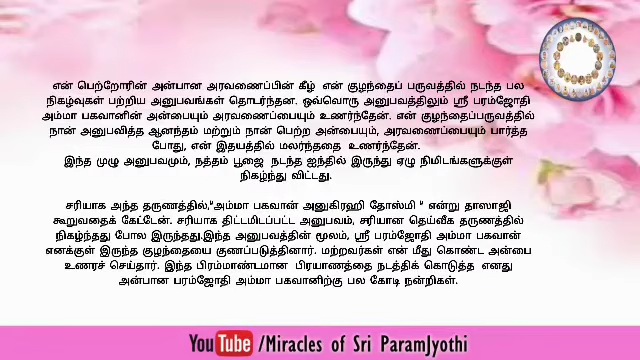 என் பெற்றோரின் அன்பான அரவணைப்பின் கீழ் என் குழந்தைப் பருவத்தில் நடந்த பல
நிகழ்வுகள் பற்றிய அனுபவங்கள் தொடர்ந்தன. ஒவ்வொரு அனுபவத்திலும் ஸ்ரீ பரம்ஜோதி
அம்மா பகவானின் அன்பையும் அரவணைப்பையும் உணர்ந்தேன். என் குழந்தைப்பருவத்தில்
நான் அனுபவித்த ஆனந்தம் மற்றும் நான் பெற்ற அன்பையும், அரவணைப்பையும் பார்த்த
போது, என் இதயத்தில் மலர்ந்ததை உணர்ந்தேன்.
இந்த முழு அனுபவமும், நத்தம் பூஜை நடந்த ஐந்தில் இருந்து ஏழு நிமிடங்களுக்குள்
நிகழ்ந்து விட்டது.
சரியாக அந்த தருணத்தில்,"அம்மா பகவான் அனுகிரஹி தோஸ்மி " என்று தாஸாஜி
கூறுவதைக் கேட்டேன். சரியாக திட்டமிடப்பட்ட அனுபவம், சரியான தெய்வீக தருணத்தில்
நிகழ்ந்தது போல இருந்தது.இந்த அனுபவத்தின் மூலம், ஸ்ரீ பரம்ஜோதி அம்மா பகவான்
எனக்குள் இருந்த குழந்தையை குணப்படுத்தினார். மற்றவர்கள் என் மீது கொண்ட அன்பை
உணரச் செய்தார். இந்த பிரம்மாண்டமான பிரயாணத்தை நடத்திக் கொடுத்த எனது
அன்பான பரம்ஜோதி அம்மா பகவானிற்கு பல கோடி நன்றிகள்.
YouTube /Miracles of Sri ParamJyothi